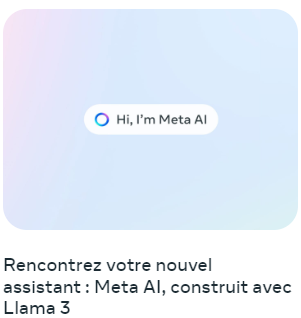 Hi, I'm Meta AI
Rencontrez votre nouvel
assistant : Meta AI, construit avec
Llama 3